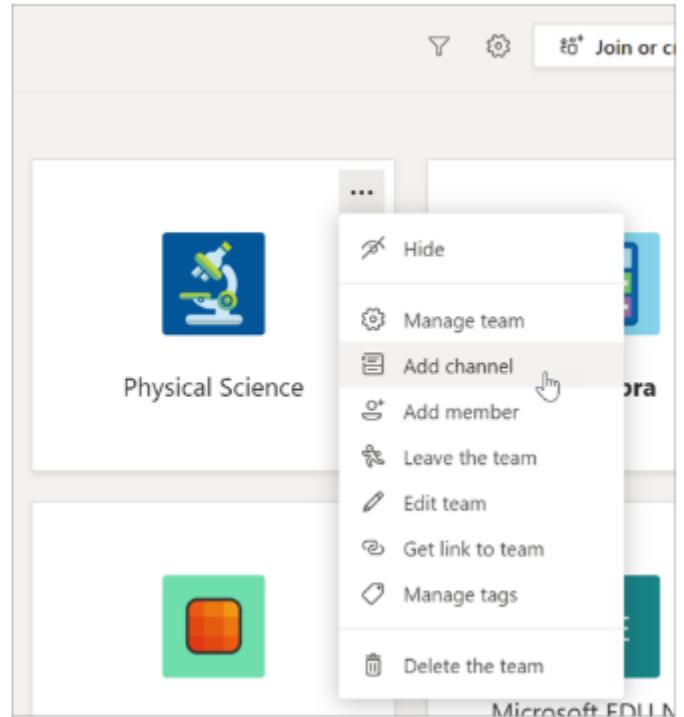 Join or c
...
Hide
Manage team
Add channel
Physical Science
bra
Add member
Leave the team
Edit team
Get link to team
Manage tags
E
Delete the team
Microsoft EDU N